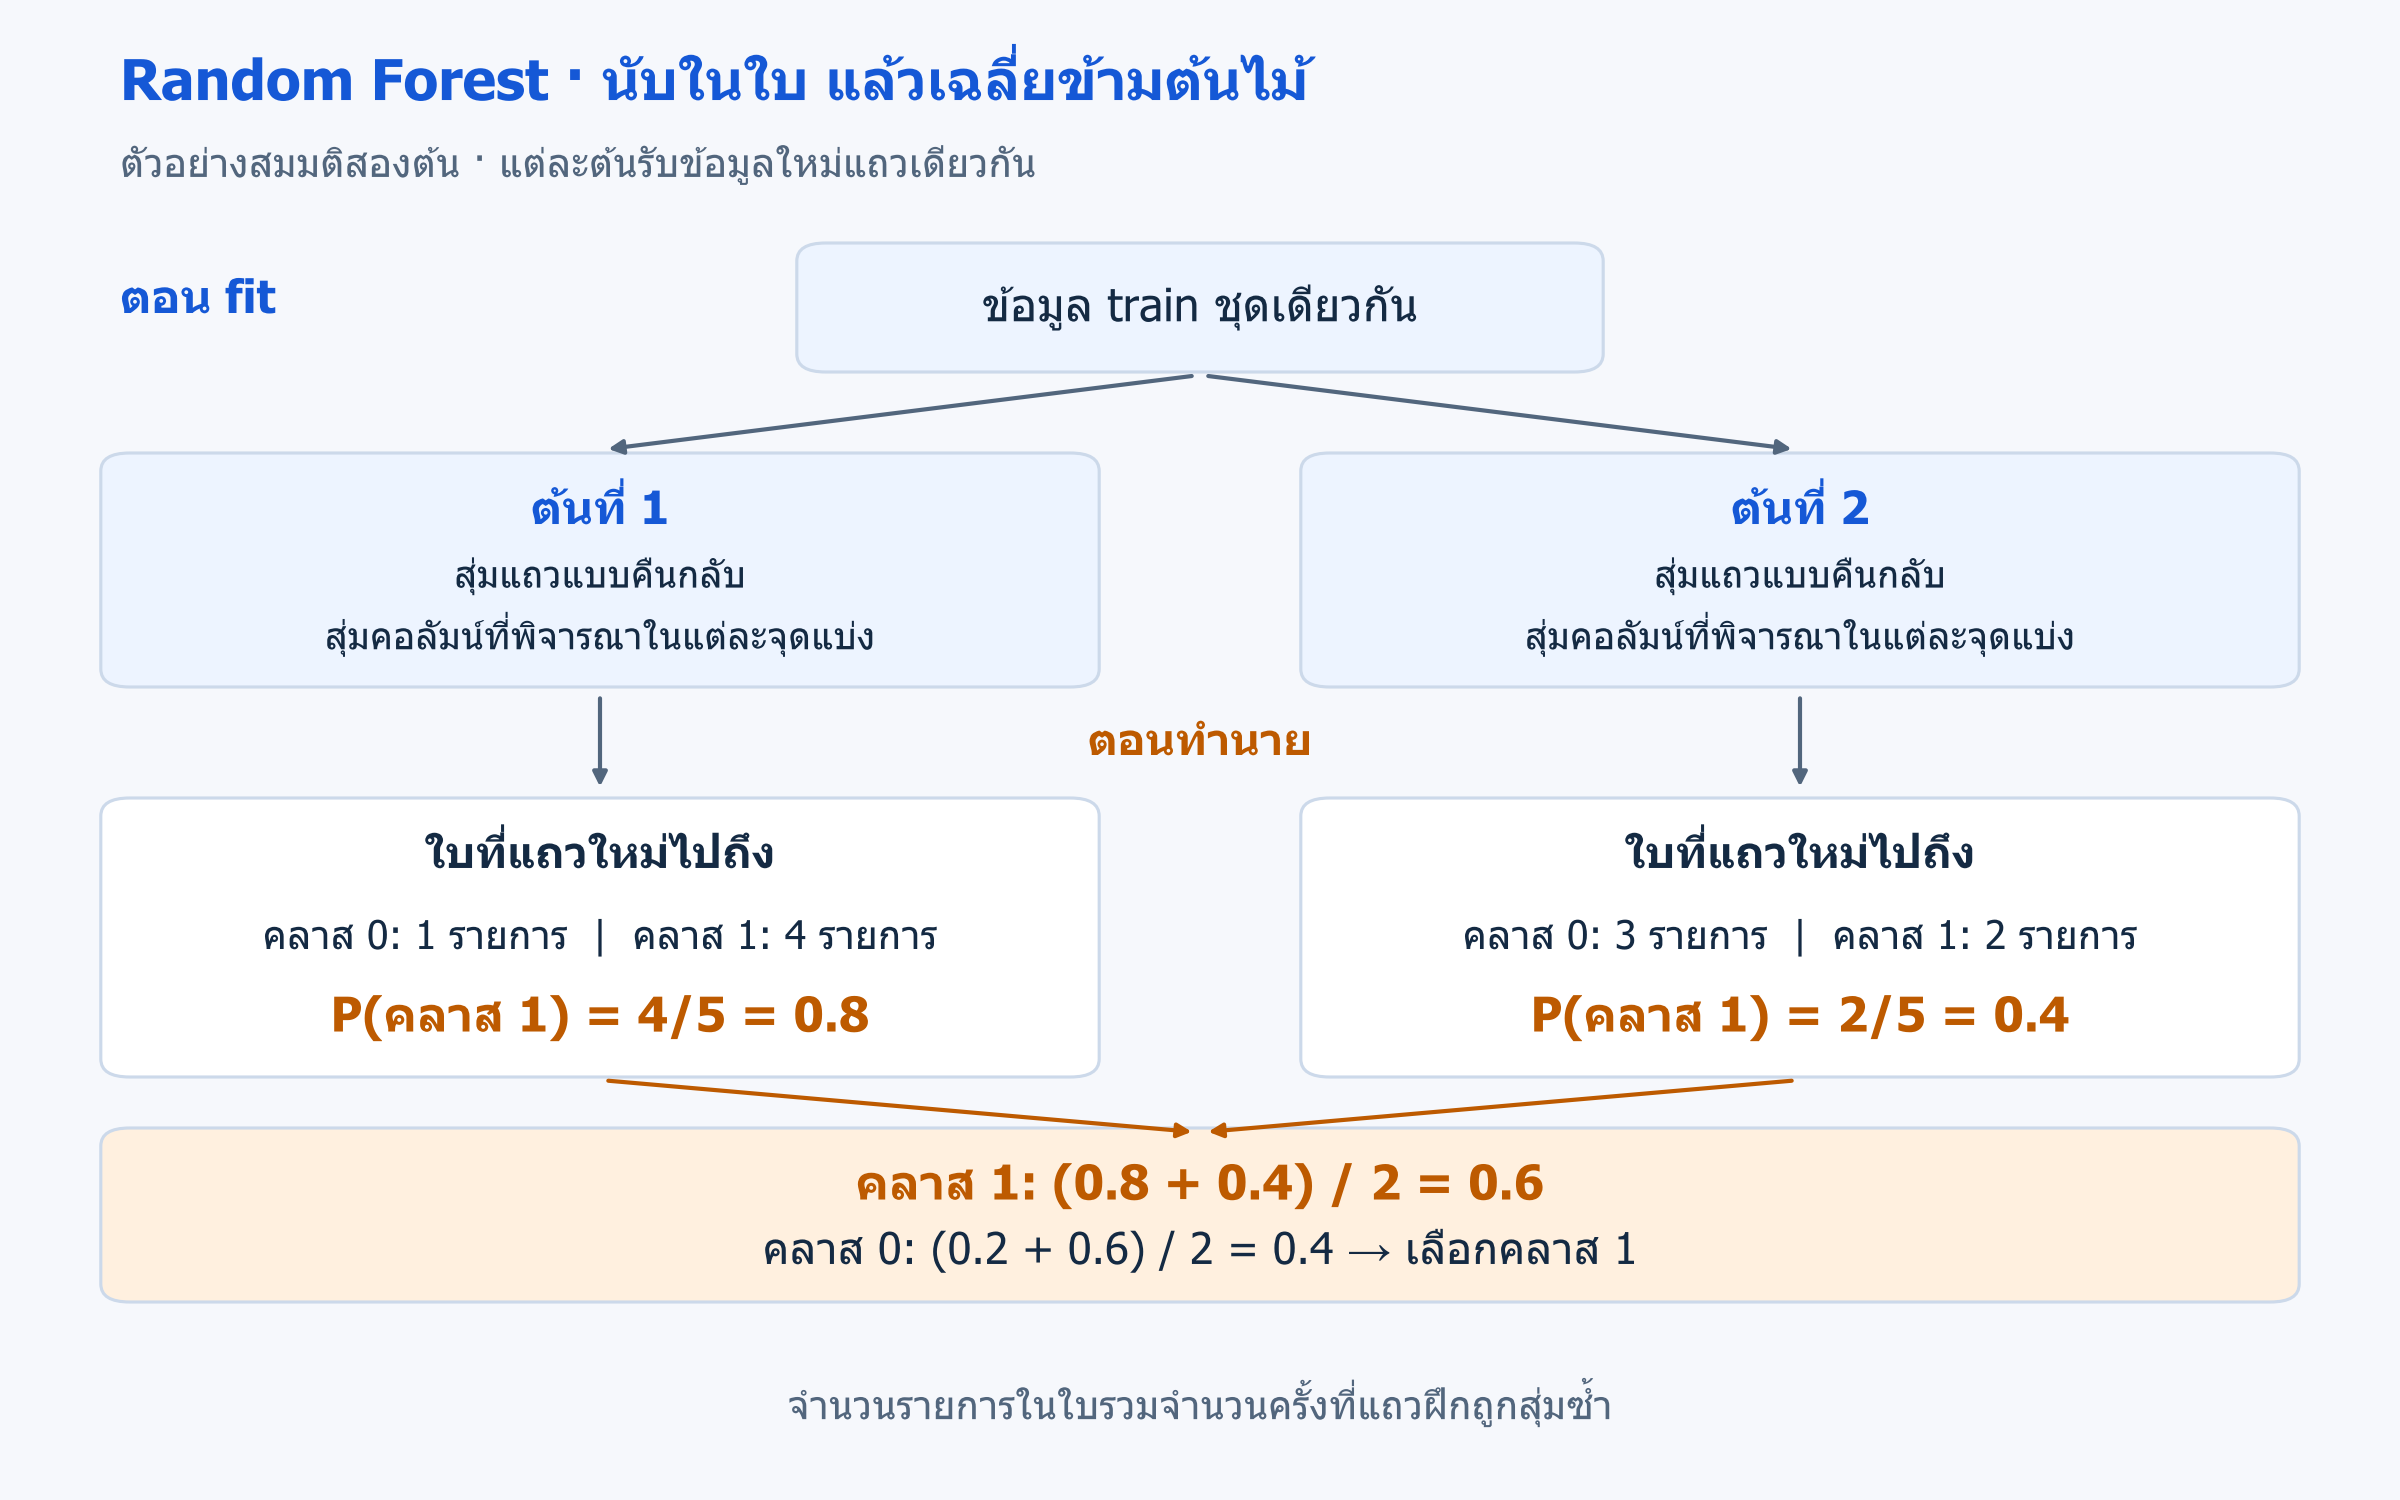 Random Forest · นับในใบ แล้วเฉลี่ยข้ามต้นไม้
ตัวอย่างสมมติสองต้น · แต่ละต้นรับข้อมูลใหม่แถวเดียวกัน
ตอน fit
ข้อมูล train ชุดเดียวกัน
ต้นที่ 1
สุ่มแถวแบบคืนกลับ
สุ่มคอลัมน์ที่พิจารณาในแต่ละจุดแบ่ง
ต้นที่ 2
สุ่มแถวแบบคืนกลับ
สุ่มคอลัมน์ที่พิจารณาในแต่ละจุดแบ่ง
ตอนทำนาย
ใบที่แถวใหม่ไปถึง
คลาส 0: 1 รายการ | คลาส 1: 4 รายการ
P(คลาส 1) = 4/5 = 0.8
ใบที่แถวใหม่ไปถึง
คลาส 0: 3 รายการ | คลาส 1: 2 รายการ
P(คลาส 1) = 2/5 = 0.4
คลาส 1: (0.8 + 0.4) / 2 = 0.6
คลาส 0: (0.2 + 0.6) / 2 = 0.4 → เลือกคลาส 1
จำนวนรายการในใบรวมจำนวนครั้งที่แถวฝึกถูกสุ่มซ้ำ